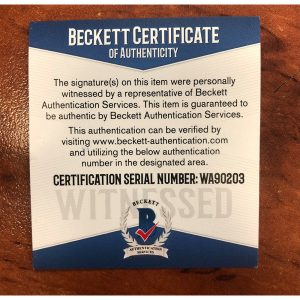 BECKETT CERTIFICATE
OF AUTHENTICITY
The signature(s) on this item were personally
witnessed by a representative of Beckett
Authentication Services. This item is guaranteed to
be authentic by Beckett Authentication Services.
This authentication can be verified by
visiting www.beckett-authentication.com
and utilizing the below authentication
number in the designated area.
CERTIFICATION SERIAL NUMBER: WA90203
WITNESSED
BECKETT
B
AUTHENTICATION
SERVICES